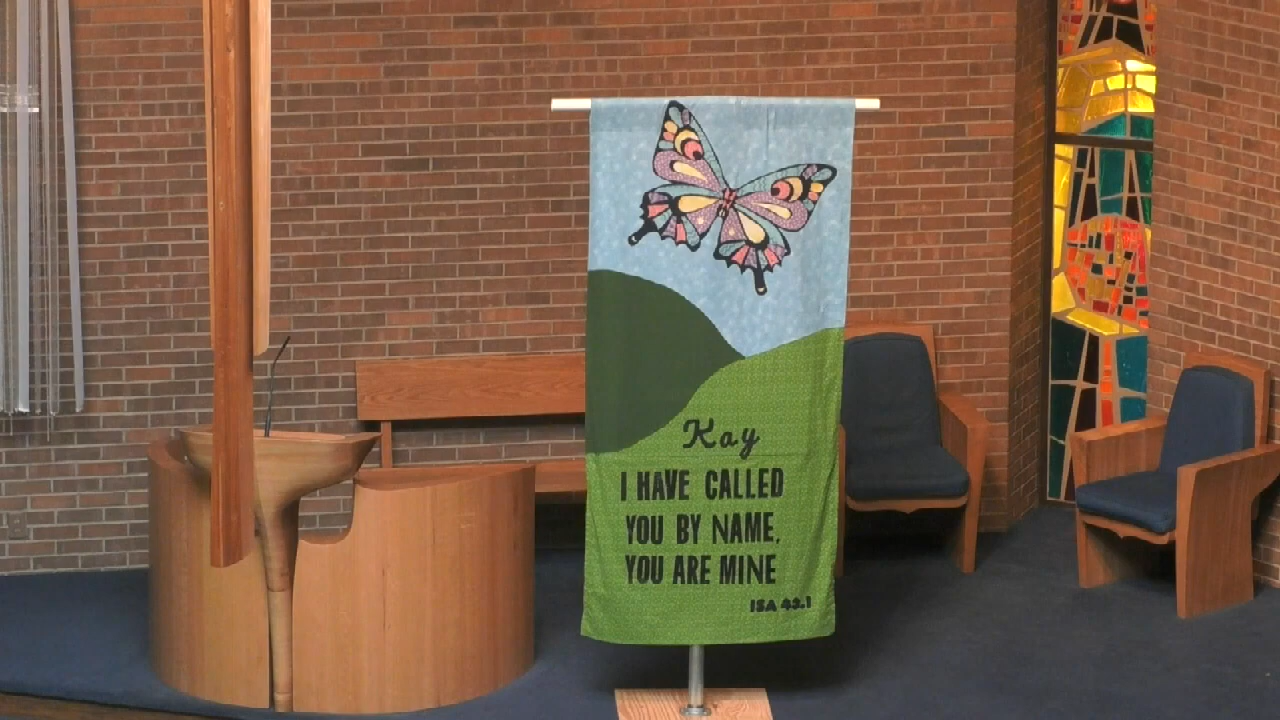 Kay
I HAVE CALLED
YOU BY NAME,
YOU ARE MINE
ISA 43.1